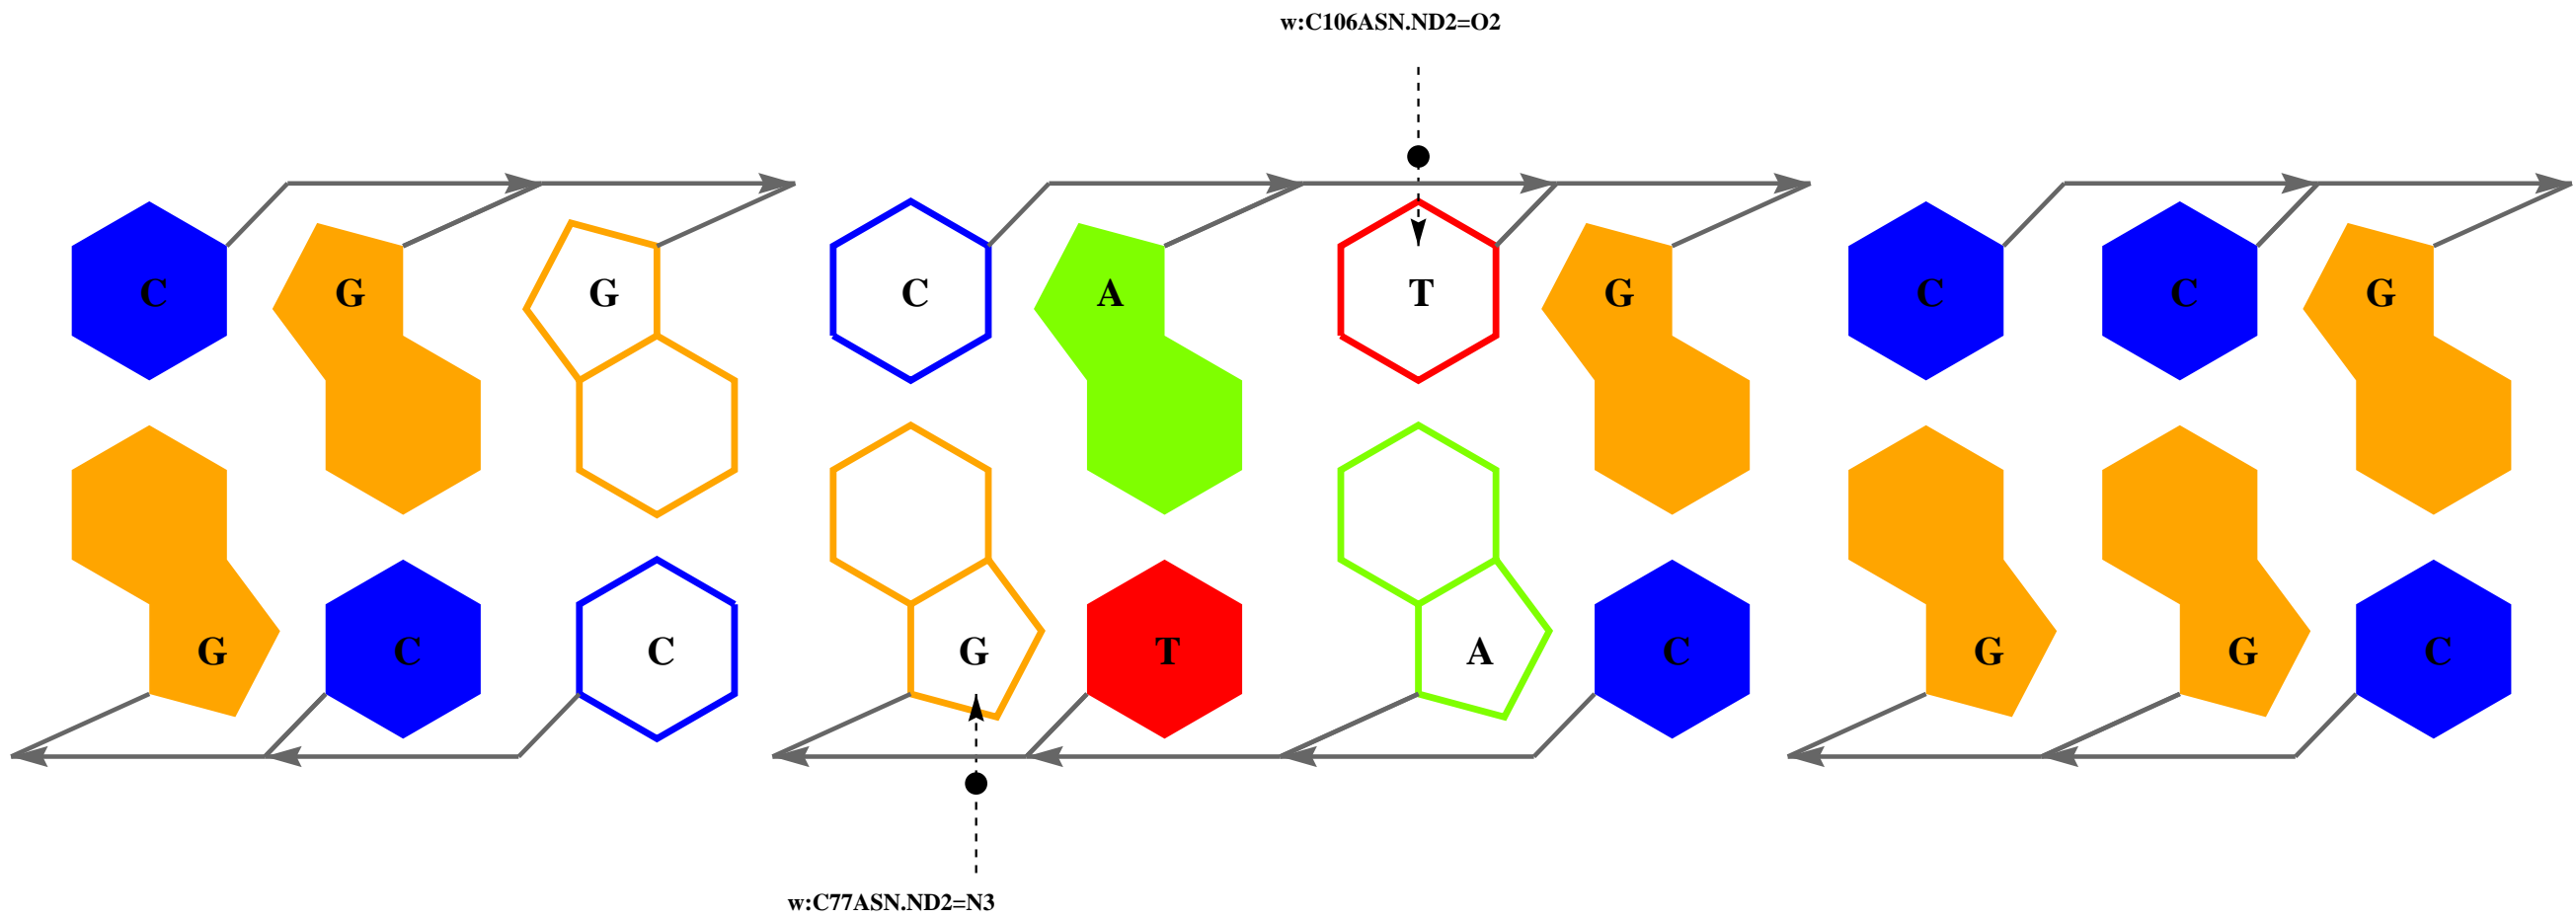 w:C106ASN.ND2=O2
C G G C A T G C C G
G C C G T A C G G C
w:C77ASN.ND2=N3